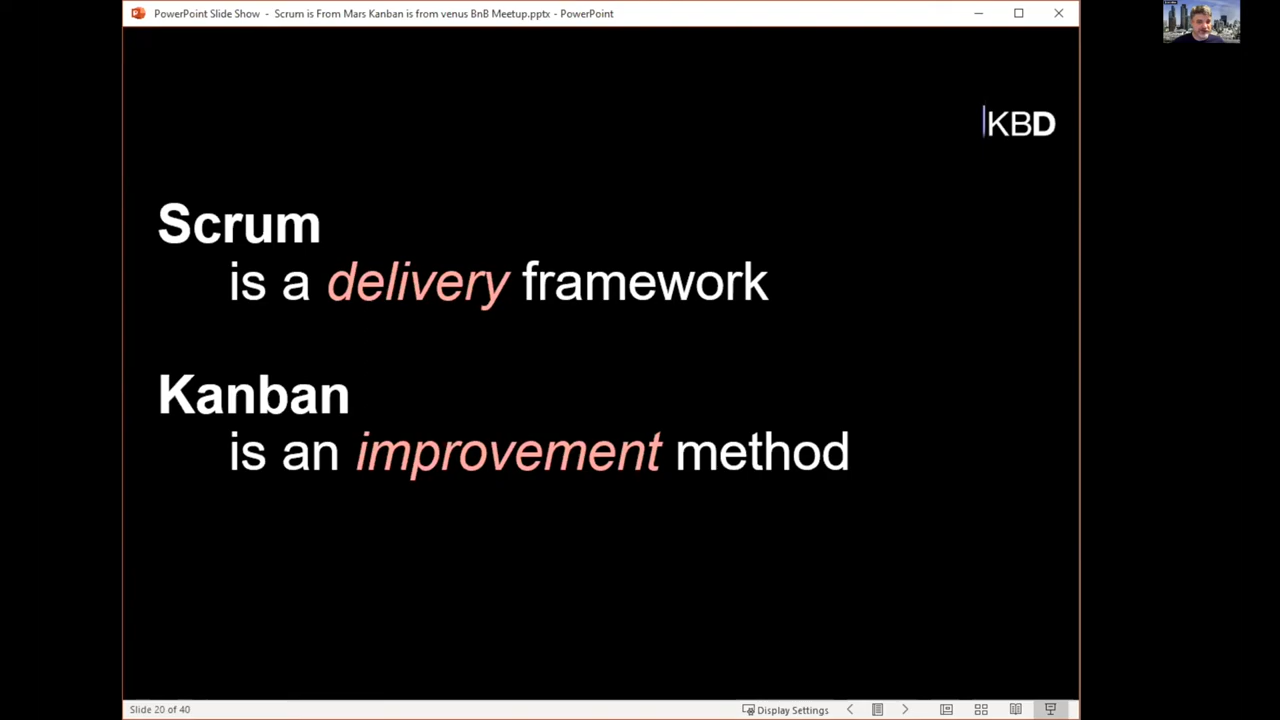 PowerPoint Slide Show - Scrum is From Mars Kanban is from venus BnB Meetup.pptx - PowerPoint
KBD
Scrum
is a delivery framework
Kanban
is an improvement method
Slide 20 of 40
Display Settings